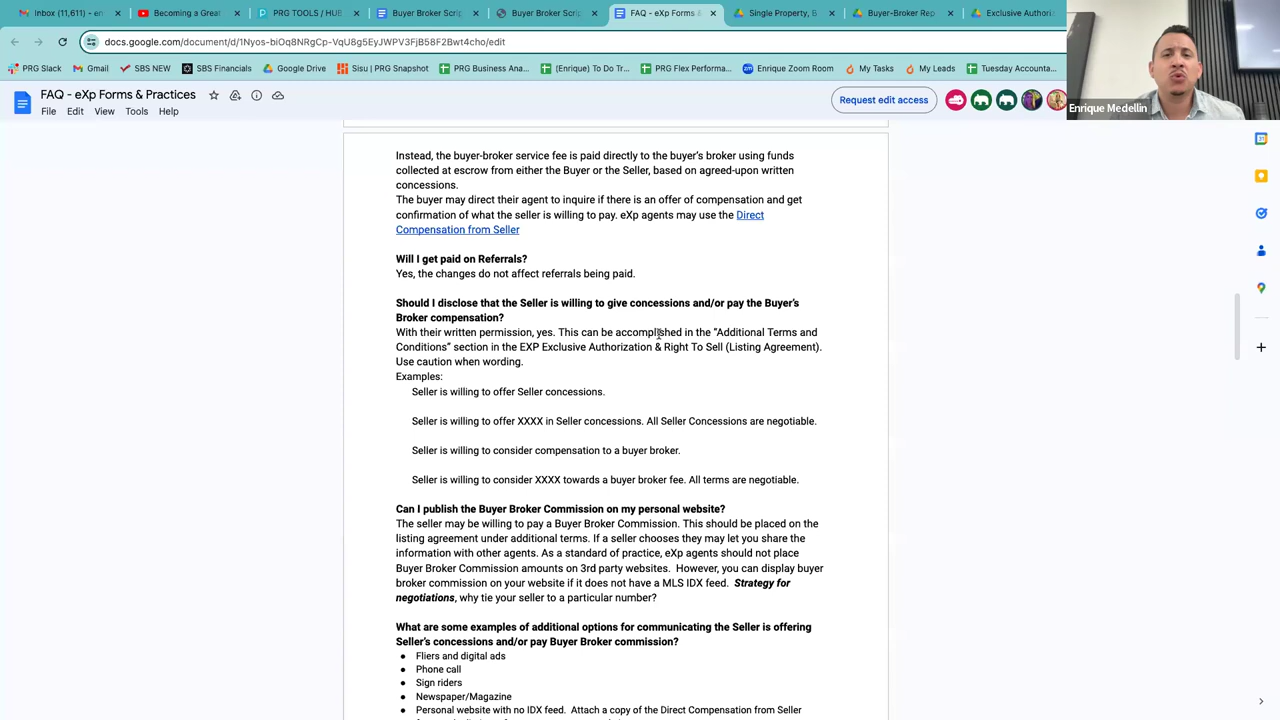 Inbox (11,611) - en
Becoming a Great
PRG TOOLS / HUB
Buyer Broker Scrip
Buyer Broker Scrip
FAQ - eXp Forms &
Single Property, B
Buyer-Broker Rep
Exclusive Authoriz
docs.google.com/document/d/1Nyos-biOq8NRgCp-VqU8g5EyJWPV3FjB58F2Bwt4cho/edit
PRG Slack
Gmail
SBS NEW
SBS Financials
Google Drive
Sisu | PRG Snapshot
PRG Business Ana...
(Enrique) To Do Tr...
PRG Flex Performa...
Enrique Zoom Room
My Tasks
My Leads
Tuesday Accounta...
Enrique Medellin
FAQ - eXp Forms & Practices
File Edit View Tools Help
Request edit access
Instead, the buyer-broker service fee is paid directly to the buyer's broker using funds
collected at escrow from either the Buyer or the Seller, based on agreed-upon written
concessions.
The buyer may direct their agent to inquire if there is an offer of compensation and get
confirmation of what the seller is willing to pay. eXp agents may use the Direct
Compensation from Seller
Will I get paid on Referrals?
Yes, the changes do not affect referrals being paid.
Should I disclose that the Seller is willing to give concessions and/or pay the Buyer's
Broker compensation?
With their written permission, yes. This can be accomplished in the "Additional Terms and
Conditions" section in the EXP Exclusive Authorization & Right To Sell (Listing Agreement).
Use caution when wording.
Examples:
Seller is willing to offer Seller concessions.
Seller is willing to offer XXXX in Seller concessions. All Seller Concessions are negotiable.
Seller is willing to consider compensation to a buyer broker.
Seller is willing to consider XXXX towards a buyer broker fee. All terms are negotiable.
Can I publish the Buyer Broker Commission on my personal website?
The seller may be willing to pay a Buyer Broker Commission. This should be placed on the
listing agreement under additional terms. If a seller chooses they may let you share the
information with other agents. As a standard of practice, eXp agents should not place
Buyer Broker Commission amounts on 3rd party websites. However, you can display buyer
broker commission on your website if it does not have a MLS IDX feed. Strategy for
negotiations, why tie your seller to a particular number?
What are some examples of additional options for communicating the Seller is offering
Seller's concessions and/or pay Buyer Broker commission?
● Fliers and digital ads
● Phone call
● Sign riders
● Newspaper/Magazine
● Personal website with no IDX feed. Attach a copy of the Direct Compensation from Seller